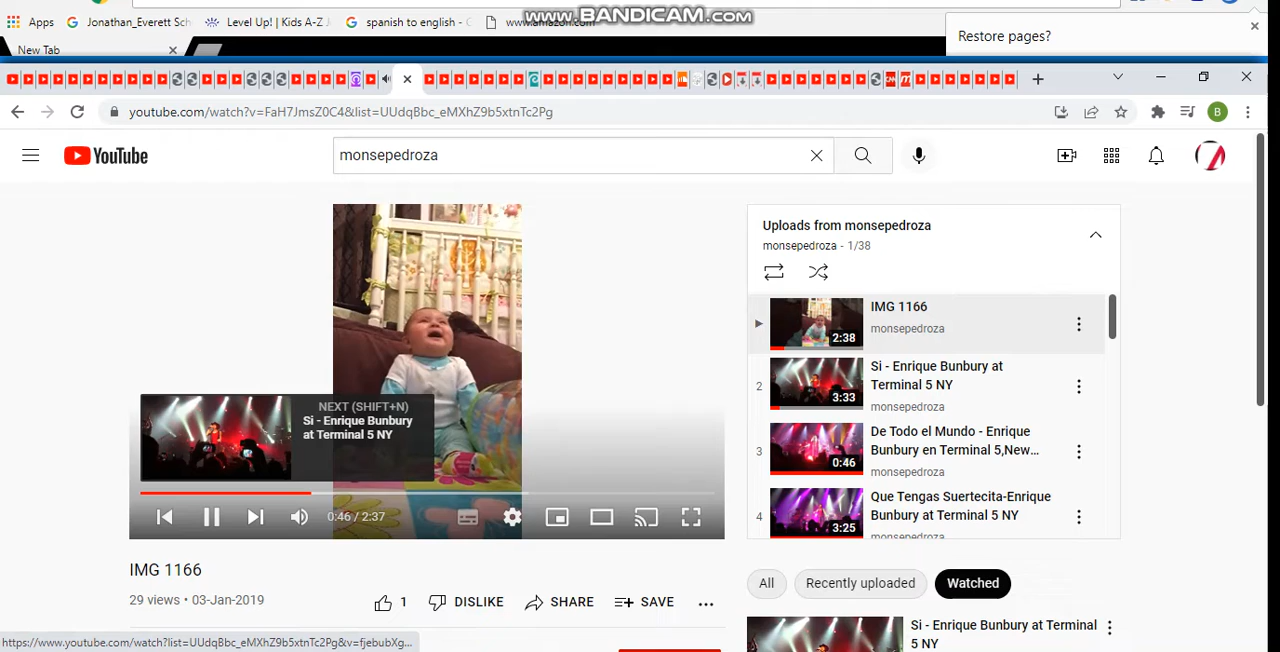 www.BANDICAM.com
Apps
Jonathan_Everett Sch
Level Up! | Kids A-Z
spanish to english - G
www.amazon.com
Restore pages?
New Tab
youtube.com/watch?v=FaH7JmsZ0C4&list=UUdqBbc_eMXhZ9b5xtnTc2Pg
B
YouTube
monsepedroza
Uploads from monsepedroza
monsepedroza - 1/38
IMG 1166
monsepedroza
2:38
2
Si - Enrique Bunbury at
Terminal 5 NY
monsepedroza
3:33
3
De Todo el Mundo - Enrique
Bunbury en Terminal 5,New...
monsepedroza
0:46
4
Que Tengas Suertecita-Enrique
Bunbury at Terminal 5 NY
monsepedroza
3:25
NEXT (SHIFT+N)
Si - Enrique Bunbury
at Terminal 5 NY
0:46 / 2:37
IMG 1166
29 views • 03-Jan-2019
1
DISLIKE
SHARE
SAVE
All
Recently uploaded
Watched
Si - Enrique Bunbury at Terminal
5 NY
https://www.youtube.com/watch?list=UUdqBbc_eMXhZ9b5xtnTc2Pg&v=fjebubXg...